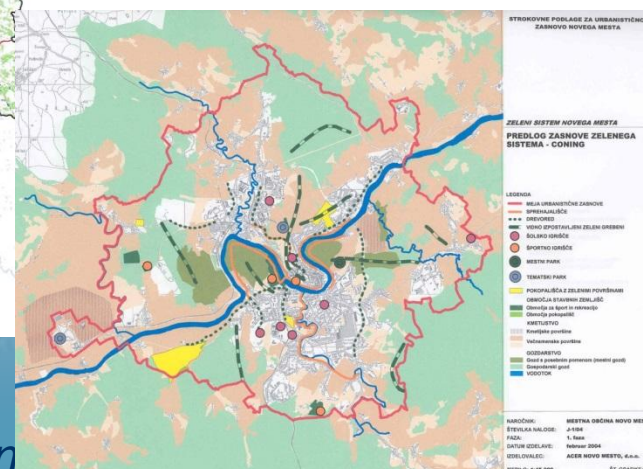 STROKOVNE PODLAGE ZA URBANISTIČNO
ZASNOVO NOVEGA MESTA
ZELENI SISTEM NOVEGA MESTA
PREDLOG ZASNOVE ZELENEGA
SISTEMA - CONING
LEGENDA
MEJA URBANISTIČNE ZASNOVE
SPREHAJALIŠČE
DREVORED
VIDNO IZPOSTAVLJENI ZELENI GREBENI
ŠOLSKO IGRIŠČE
ŠPORTNO IGRIŠČE
MESTNI PARK
TEMATSKI PARK
POKOPALIŠČA Z ZELENIMI POVRŠINAMI
OBMOČJA STAVBNIH ZEMLJIŠČ
Območja za šport in rekreacijo
Območja pokopališč
KMETIJSTVO
Kmetijske površine
Večnamenske površine
GOZDARSTVO
Gozd s posebnim pomenom (mestni gozd)
Gospodarski gozd
VODOTOK
NAROČNIK: MESTNA OBČINA NOVO MES
ŠTEVILKA NALOGE: J-1/04
FAZA: 1. faza
DATUM IZDELAVE: februar 2004
IZDELOVALEC: ACER NOVO MESTO, d.o.o.